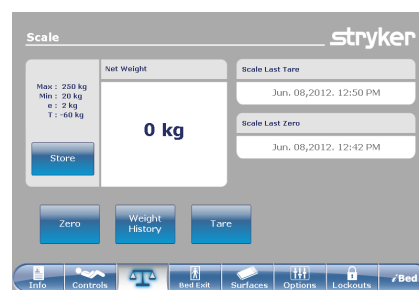 Scale
stryker
Max : 250 kg
Min : 20 kg
e : 2 kg
T : -60 kg
Store
Net Weight
0 kg
Scale Last Tare
Jun. 08,2012. 12:50 PM
Scale Last Zero
Jun. 08,2012. 12:42 PM
Zero
Weight
History
Tare
Info
Controls
Bed Exit
Surfaces
Options
Lockouts
iBed